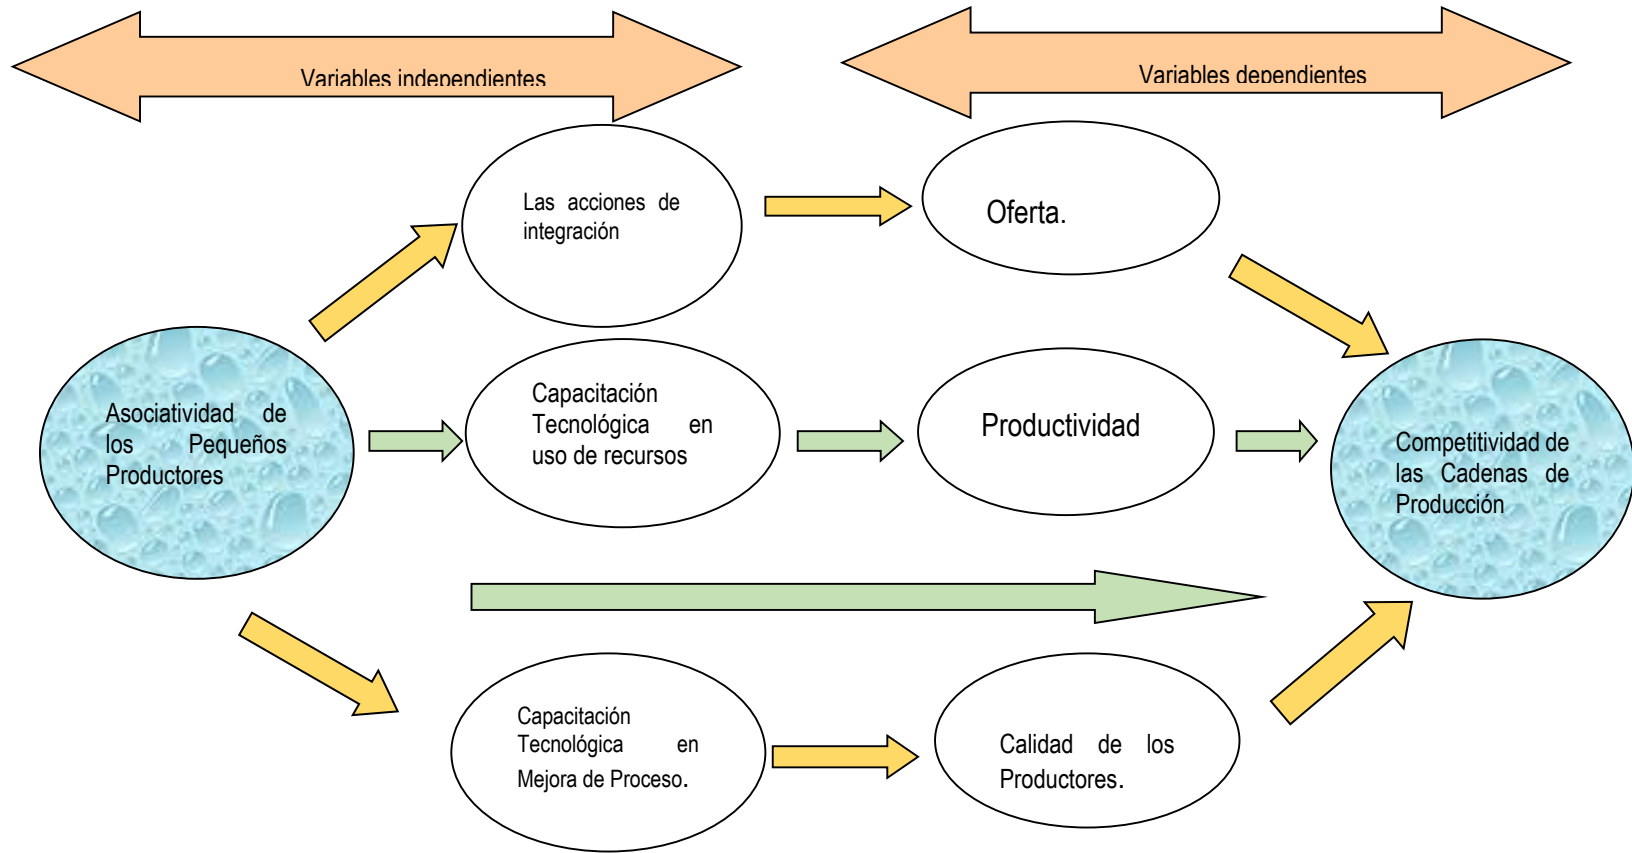 Variables independientes
Variables dependientes
Las acciones de
integración
Oferta.
Asociatividad de
los Pequeños
Productores
Capacitación
Tecnológica en
uso de recursos
Productividad
Competitividad de
las Cadenas de
Producción
Capacitación
Tecnológica en
Mejora de Proceso.
Calidad de los
Productores.